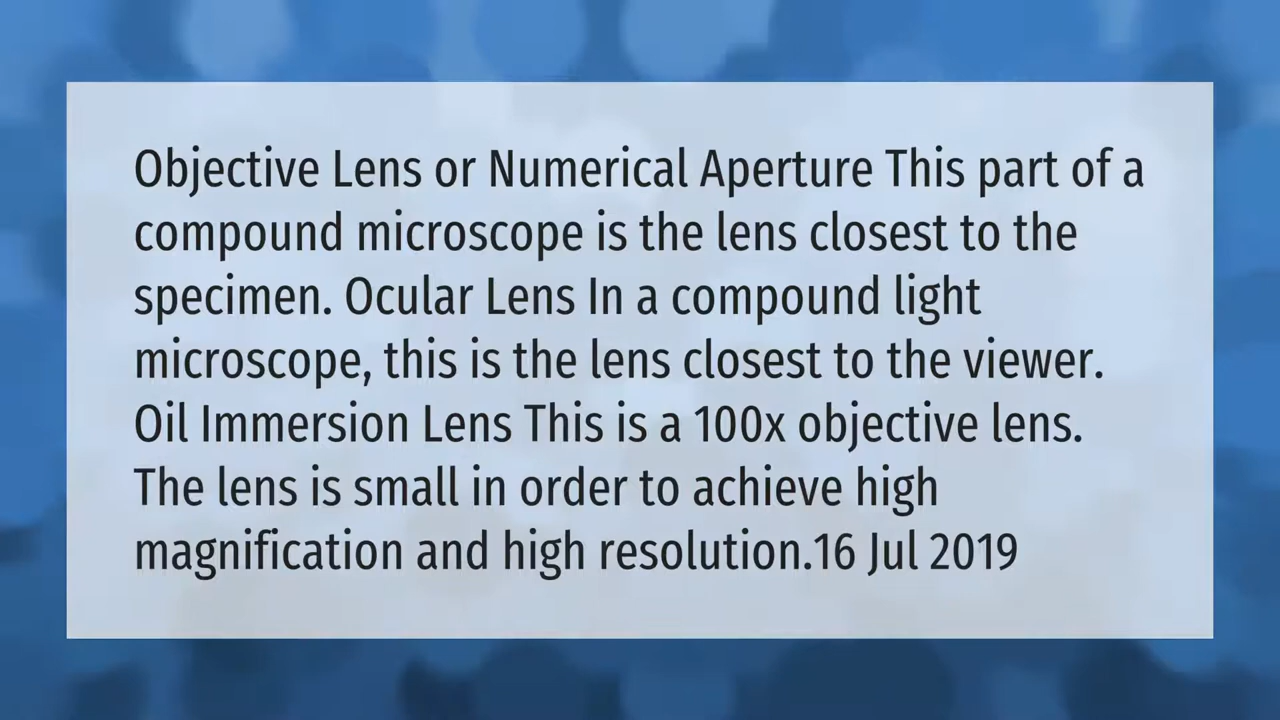 Objective Lens or Numerical Aperture This part of a
compound microscope is the lens closest to the
specimen. Ocular Lens In a compound light
microscope, this is the lens closest to the viewer.
Oil Immersion Lens This is a 100x objective lens.
The lens is small in order to achieve high
magnification and high resolution.16 Jul 2019